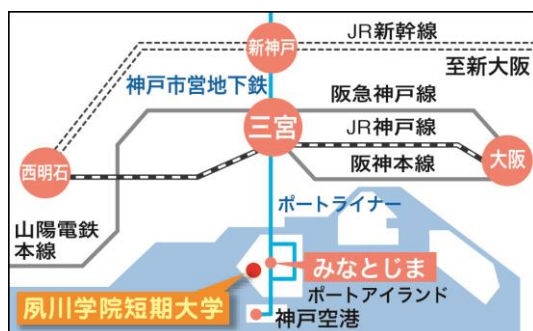 JR新幹線
新神戸
至新大阪
神戸市営地下鉄
阪急神戸線
三宮
JR神戸線
大阪
西明石
阪神本線
ポートライナー
山陽電鉄
本線
みなとじま
ポートアイランド
夙川学院短期大学
神戸空港